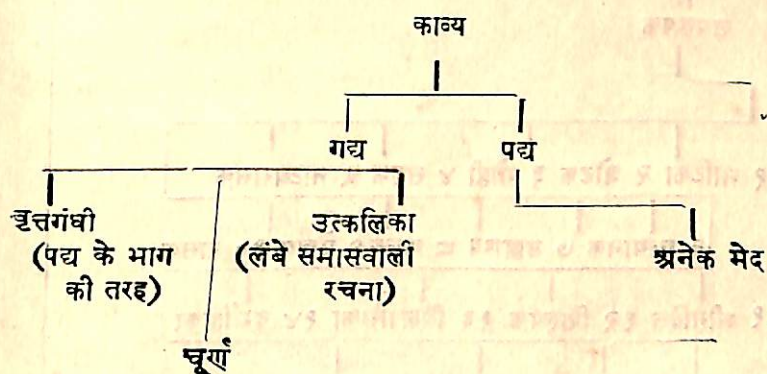 काव्य
गद्य पद्य
वृत्तगंधी
(पद्य के भाग
की तरह)
उत्कलिका
(लंबे समासवाली
रचना)
अनेक भेद
चूर्ण